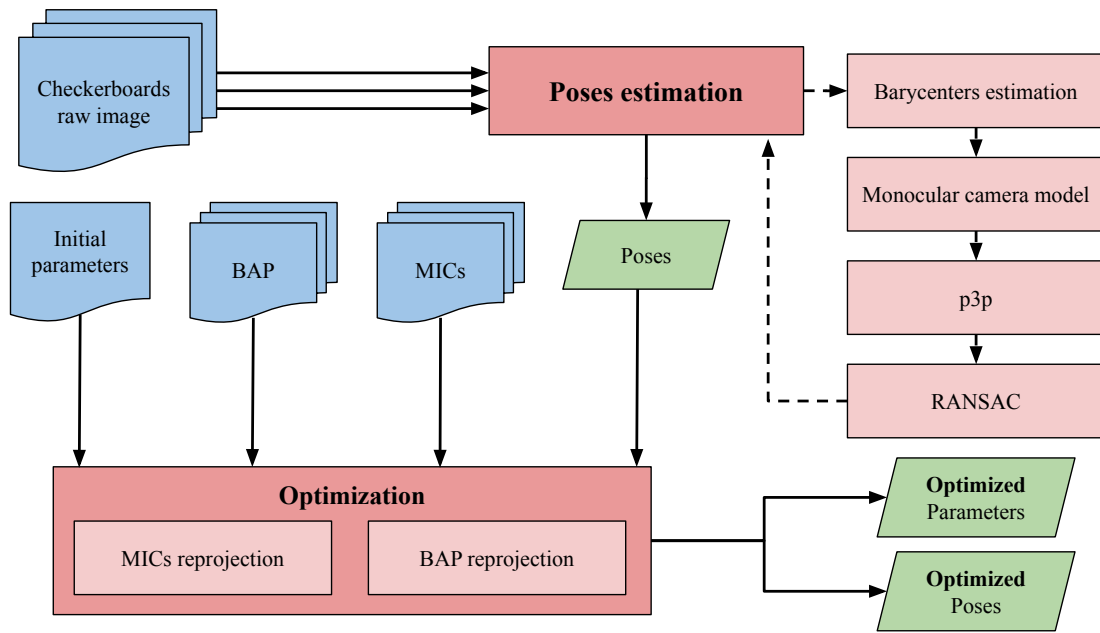 Checkerboards
raw image
Poses estimation
Barycenters estimation
Monocular camera model
p3p
RANSAC
Initial
parameters
BAP
MICs
Poses
Optimization
MICs reprojection
BAP reprojection
Optimized
Parameters
Optimized
Poses